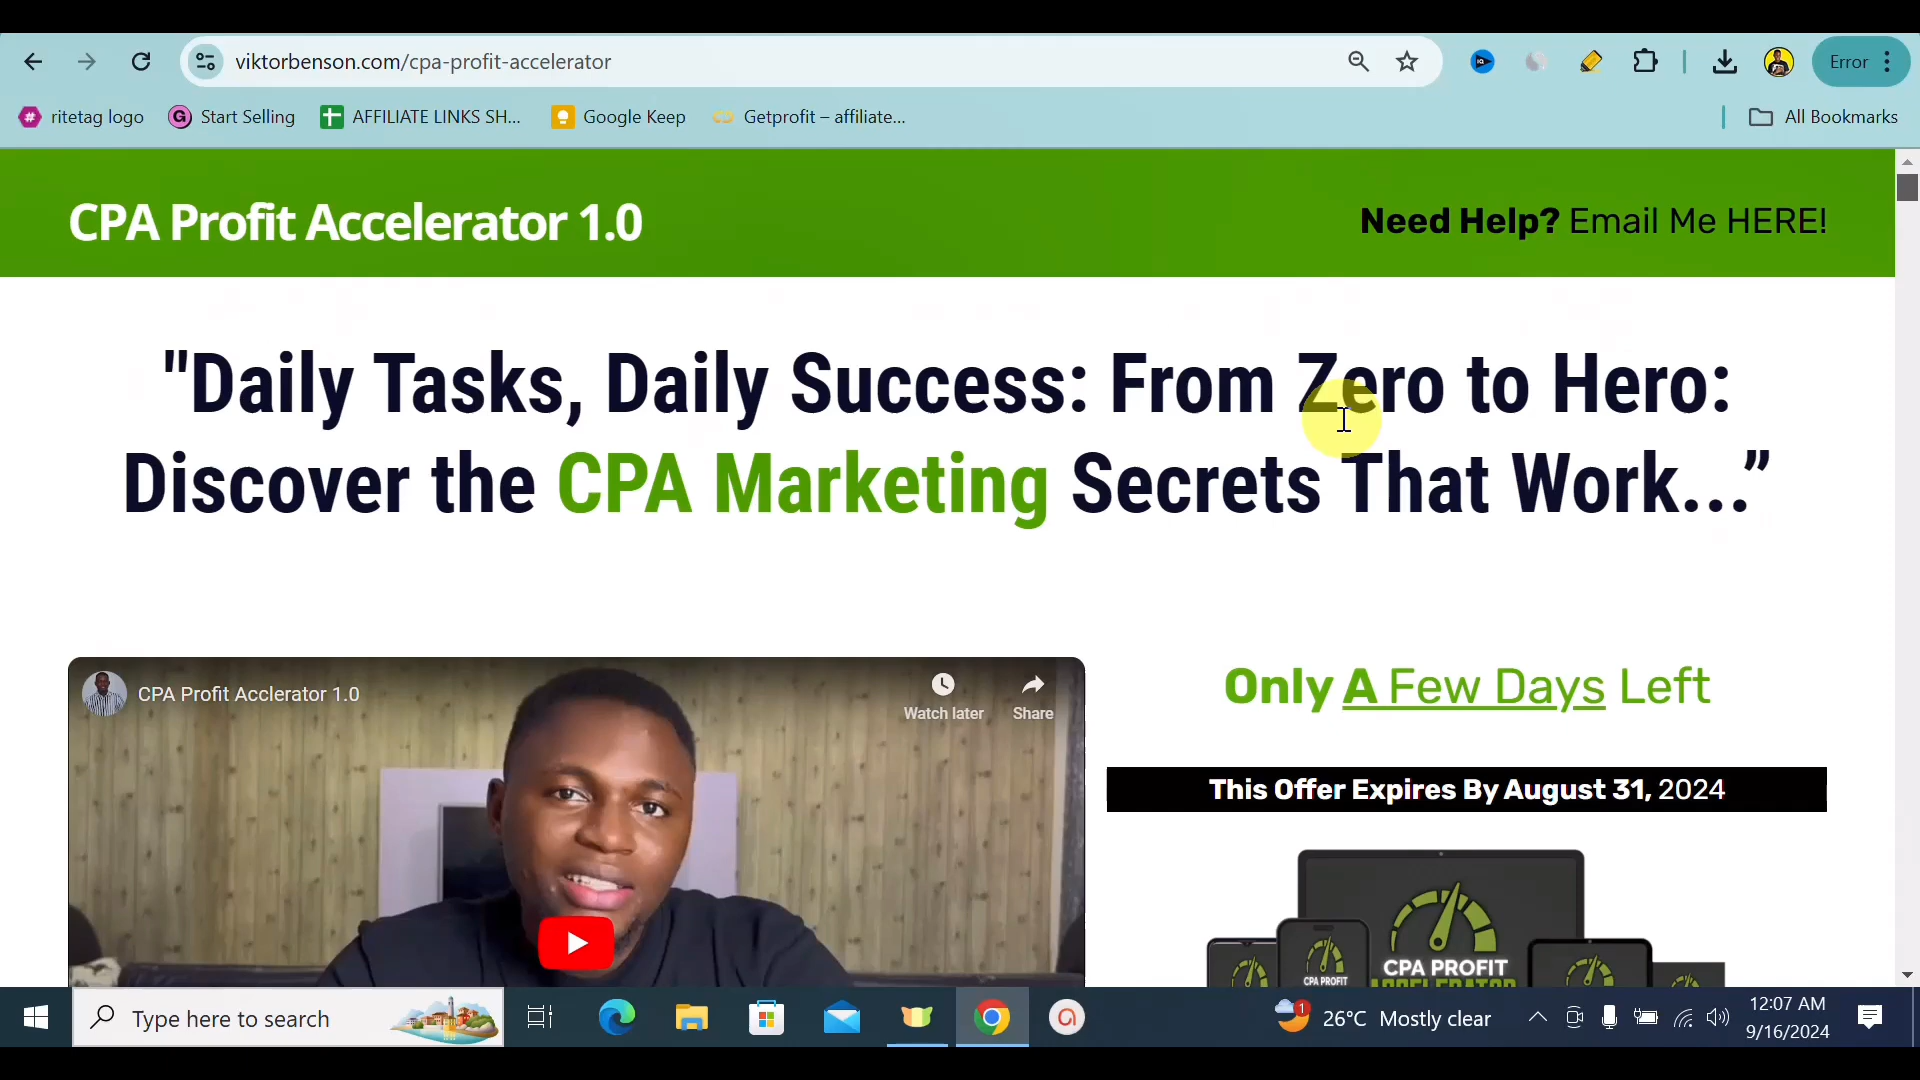 viktorbenson.com/cpa-profit-accelerator
Error
ritetag logo
Start Selling
AFFILIATE LINKS SH...
Google Keep
Getprofit – affiliate...
All Bookmarks
CPA Profit Accelerator 1.0
Need Help? Email Me HERE!
"Daily Tasks, Daily Success: From Zero to Hero:
Discover the CPA Marketing Secrets That Work...”
CPA Profit Acclerator 1.0
Watch later
Share
Only A Few Days Left
This Offer Expires By August 31, 2024
CPA PROFIT
CPA PROFIT
ACCELERATOR
Type here to search
1
26°C Mostly clear
12:07 AM
9/16/2024